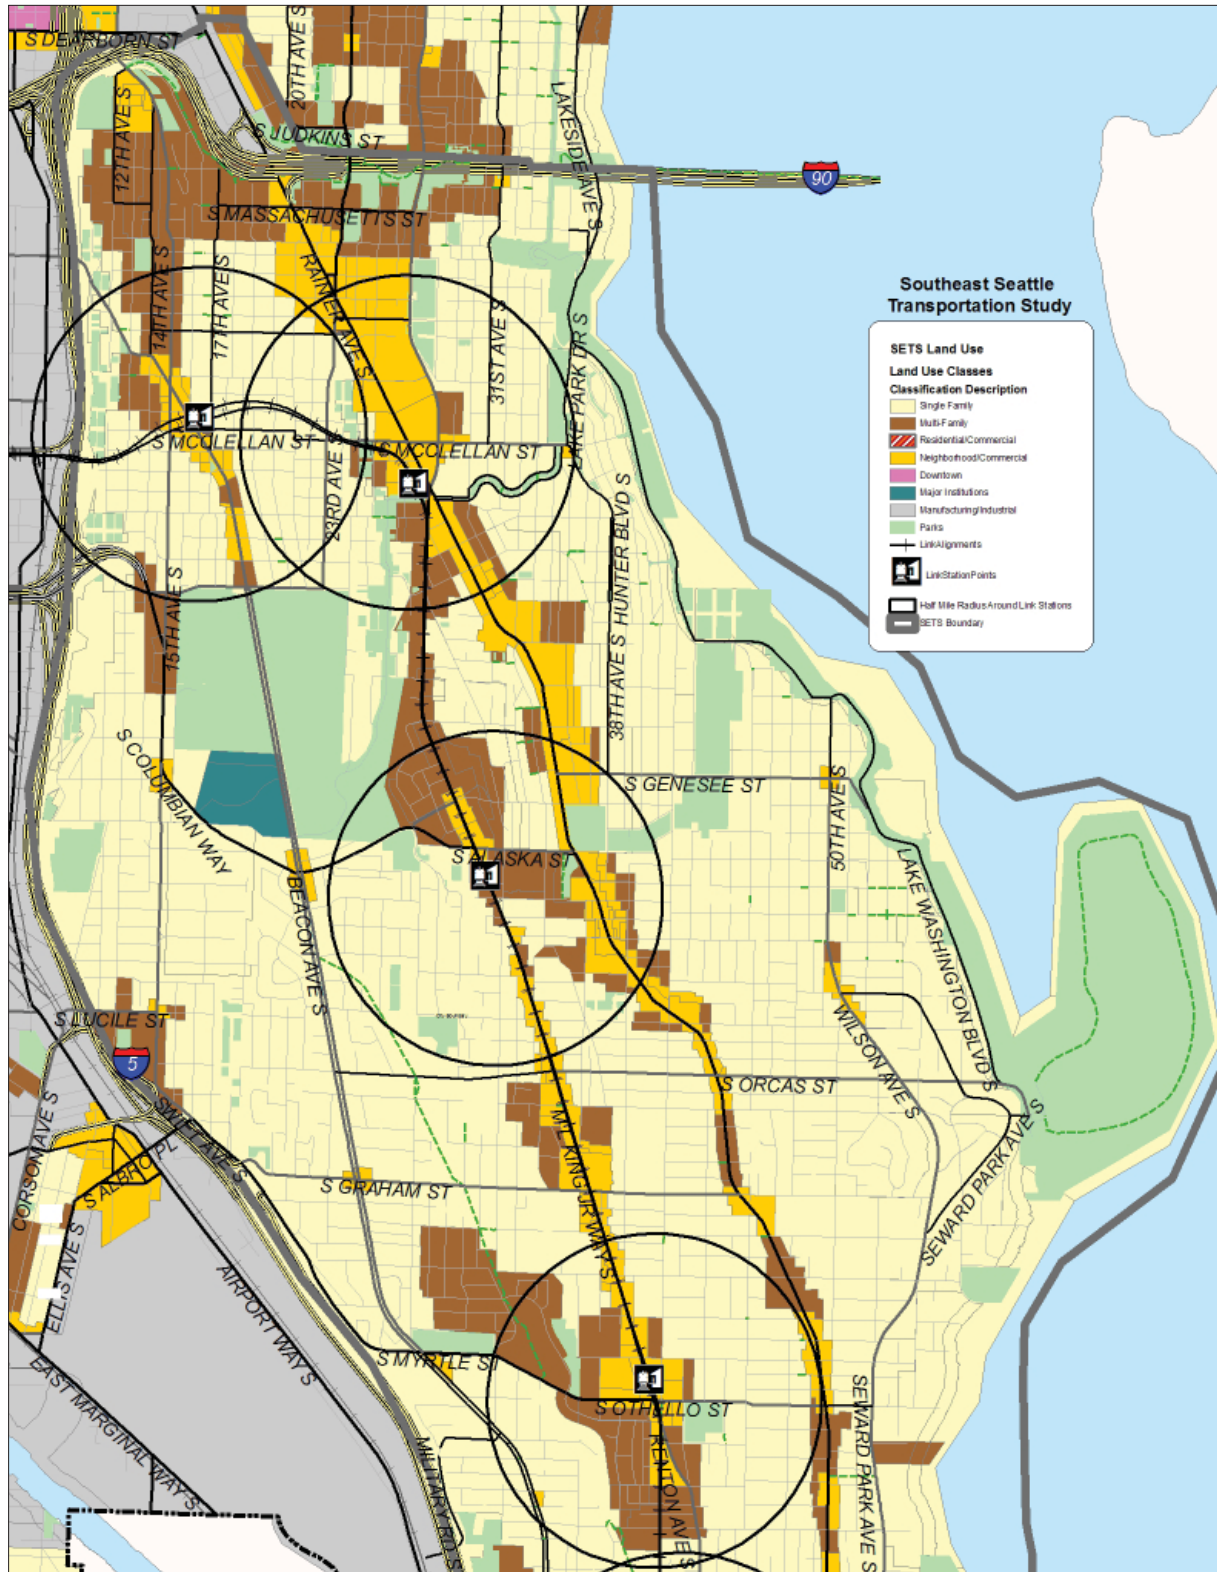 S DEARBORN ST
20TH AVE S
12TH AVE S
LAKESIDE AVE S
S JUDKINS ST
90
S MASSACHUSETTS ST
14TH AVE S
17TH AVE S
RAINIER AVE S
31ST AVE S
LAKE PARK DR S
Southeast Seattle
Transportation Study
SETS Land Use
Land Use Classes
Classification Description
Single Family
Multi-Family
Residential/Commercial
Neighborhood/Commercial
Downtown
Major Institutions
Manufacturing/Industrial
Parks
LinkAlignments
LinkStationPoints
Half Mile Radius Around Link Stations
SETS Boundary
S MCCLELLAN ST
S MCCLELLAN ST
23RD AVE S
38TH AVE S HUNTER BLVD S
15TH AVE S
S COLUMBIAN WAY
S GENESEE ST
50TH AVE S
S ALASKA ST
BEACON AVE S
LAKE WASHINGTON BLVD S
S LUCILE ST
WILSON AVE S
5
S ORCAS ST
SWIFT AVE S
CORSON AVE S
S ALBRO PL
M L KING JR WAY S
SEWARD PARK AVE S
S GRAHAM ST
ELLIS AVE S
AIRPORT WAY S
S MYRTLE ST
EAST MARGINAL WAY S
S OTHELLO ST
MILITARY RD S
RENTON AVE S
SEWARD PARK AVE S